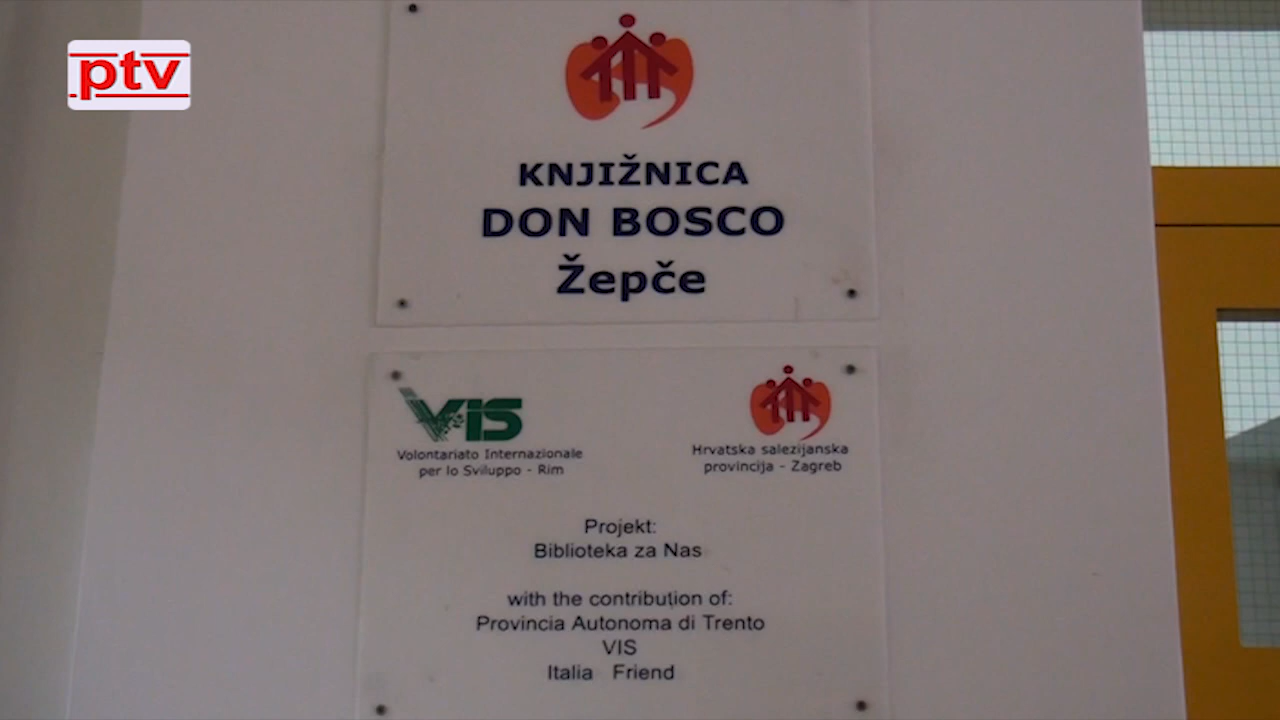 .ptv
KNJIŽNICA
DON BOSCO
Žepče
VIS
Volontariato Internazionale
per lo Sviluppo - Rim
Hrvatska salezijanska
provincija - Zagreb
Projekt:
Biblioteka za Nas
with the contribution of:
Provincia Autonoma di Trento
VIS
Italia Friend